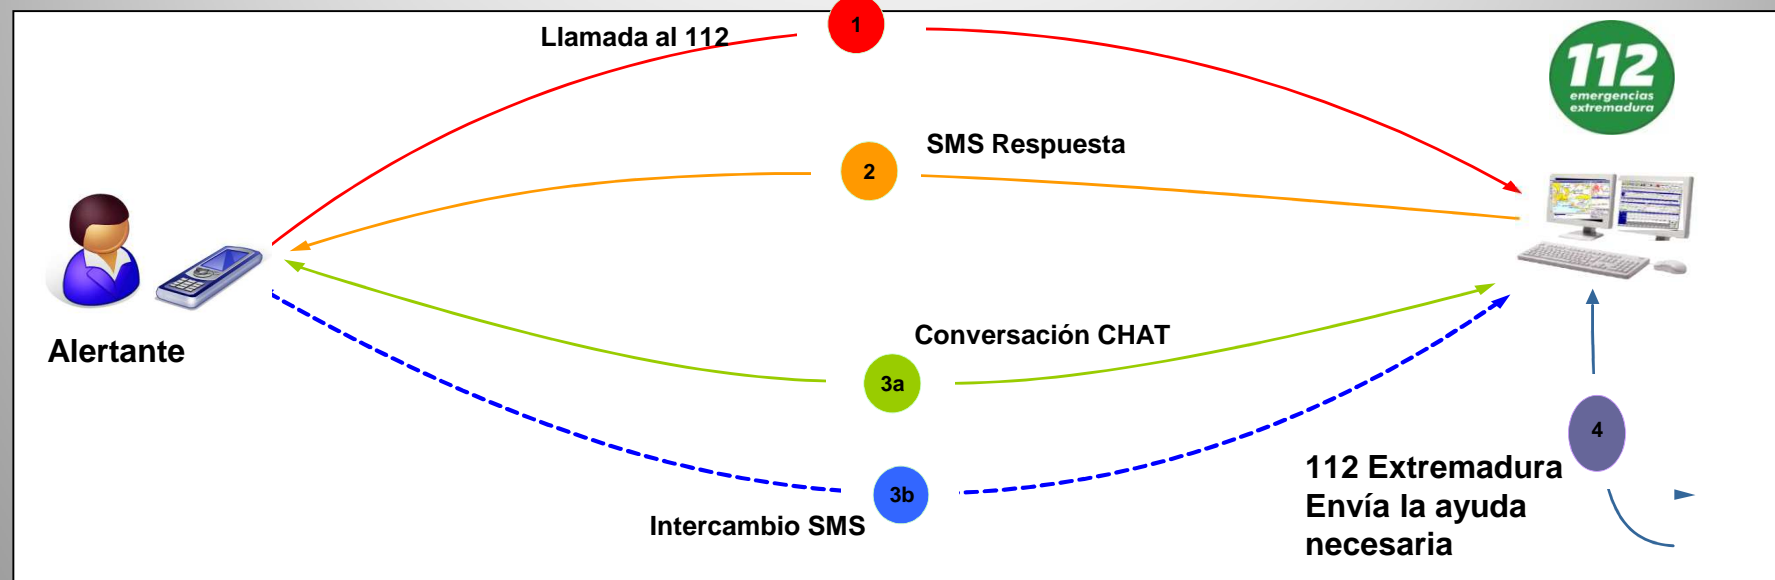 Llamada al 112
1
112
emergencias
extremadura
SMS Respuesta
2
Alertante
Conversación CHAT
3a
4
3b
Intercambio SMS
112 Extremadura
Envía la ayuda
necesaria